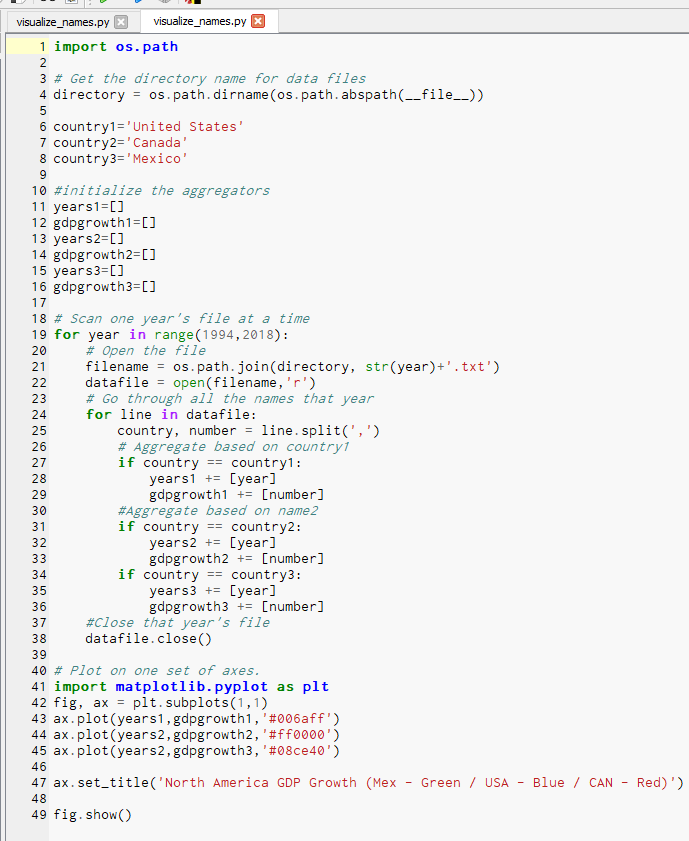 visualize_names.py visualize_names.py
1 import os.path
2
3 # Get the directory name for data files
4 directory = os.path.dirname(os.path.abspath(__file__))
5
6 country1='United States'
7 country2='Canada'
8 country3='Mexico'
9
10 #initialize the aggregators
11 years1=[]
12 gdpgrowth1=[]
13 years2=[]
14 gdpgrowth2=[]
15 years3=[]
16 gdpgrowth3=[]
17
18 # Scan one year's file at a time
19 for year in range(1994,2018):
20     # Open the file
21     filename = os.path.join(directory, str(year)+'.txt')
22     datafile = open(filename,'r')
23     # Go through all the names that year
24     for line in datafile:
25         country, number = line.split(',')
26         # Aggregate based on country1
27         if country == country1:
28             years1 += [year]
29             gdpgrowth1 += [number]
30         #Aggregate based on name2
31         if country == country2:
32             years2 += [year]
33             gdpgrowth2 += [number]
34         if country == country3:
35             years3 += [year]
36             gdpgrowth3 += [number]
37     #Close that year's file
38     datafile.close()
39
40 # Plot on one set of axes.
41 import matplotlib.pyplot as plt
42 fig, ax = plt.subplots(1,1)
43 ax.plot(years1,gdpgrowth1,'#006aff')
44 ax.plot(years2,gdpgrowth2,'#ff0000')
45 ax.plot(years2,gdpgrowth3,'#08ce40')
46
47 ax.set_title('North America GDP Growth (Mex - Green / USA - Blue / CAN - Red)')
48
49 fig.show()